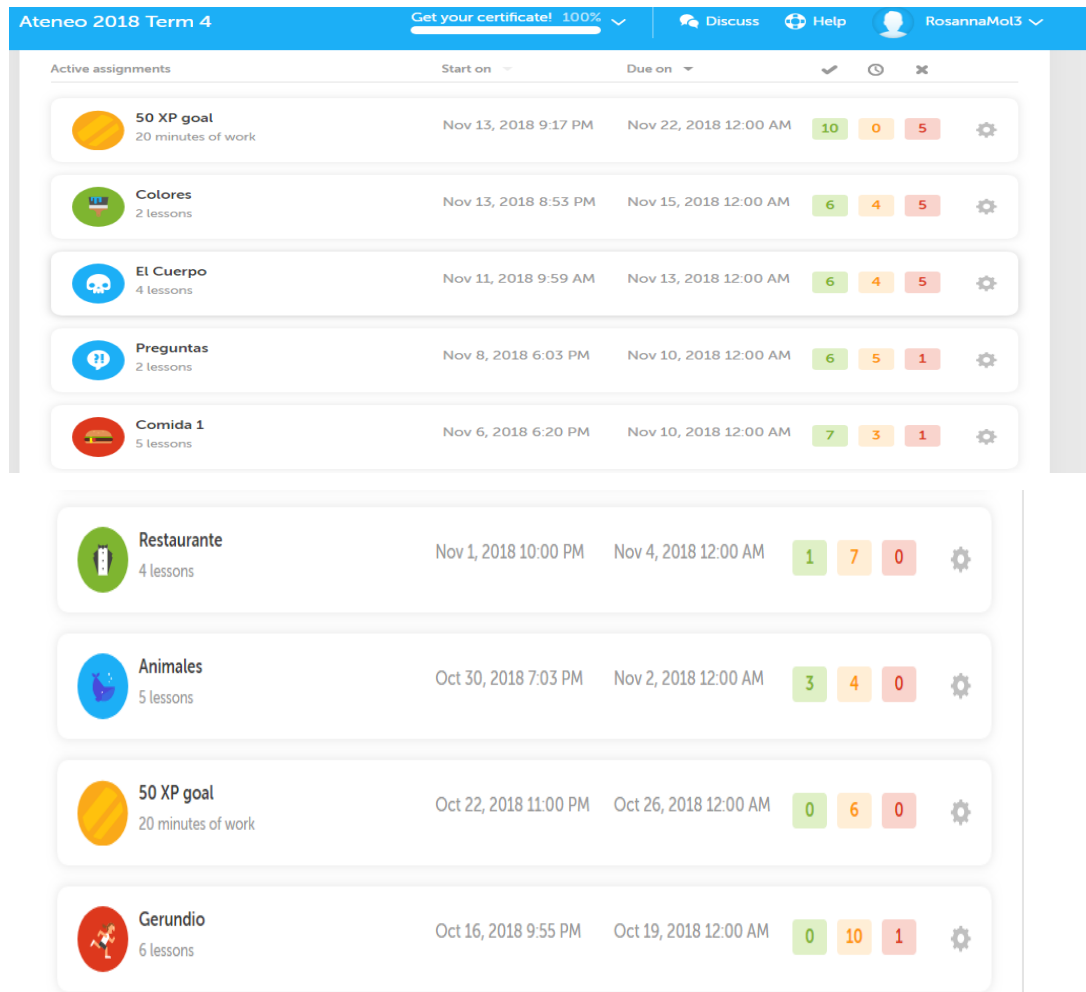 Ateneo 2018 Term 4 Get your certificate! 100% Discuss Help RosannaMol3
Active assignments Start on Due on
50 XP goal
20 minutes of work
Nov 13, 2018 9:17 PM Nov 22, 2018 12:00 AM 10 0 5
Colores
2 lessons
Nov 13, 2018 8:53 PM Nov 15, 2018 12:00 AM 6 4 5
El Cuerpo
4 lessons
Nov 11, 2018 9:59 AM Nov 13, 2018 12:00 AM 6 4 5
Preguntas
2 lessons
Nov 8, 2018 6:03 PM Nov 10, 2018 12:00 AM 6 5 1
Comida 1
5 lessons
Nov 6, 2018 6:20 PM Nov 10, 2018 12:00 AM 7 3 1
Restaurante
4 lessons
Nov 1, 2018 10:00 PM Nov 4, 2018 12:00 AM 1 7 0
Animales
5 lessons
Oct 30, 2018 7:03 PM Nov 2, 2018 12:00 AM 3 4 0
50 XP goal
20 minutes of work
Oct 22, 2018 11:00 PM Oct 26, 2018 12:00 AM 0 6 0
Gerundio
6 lessons
Oct 16, 2018 9:55 PM Oct 19, 2018 12:00 AM 0 10 1